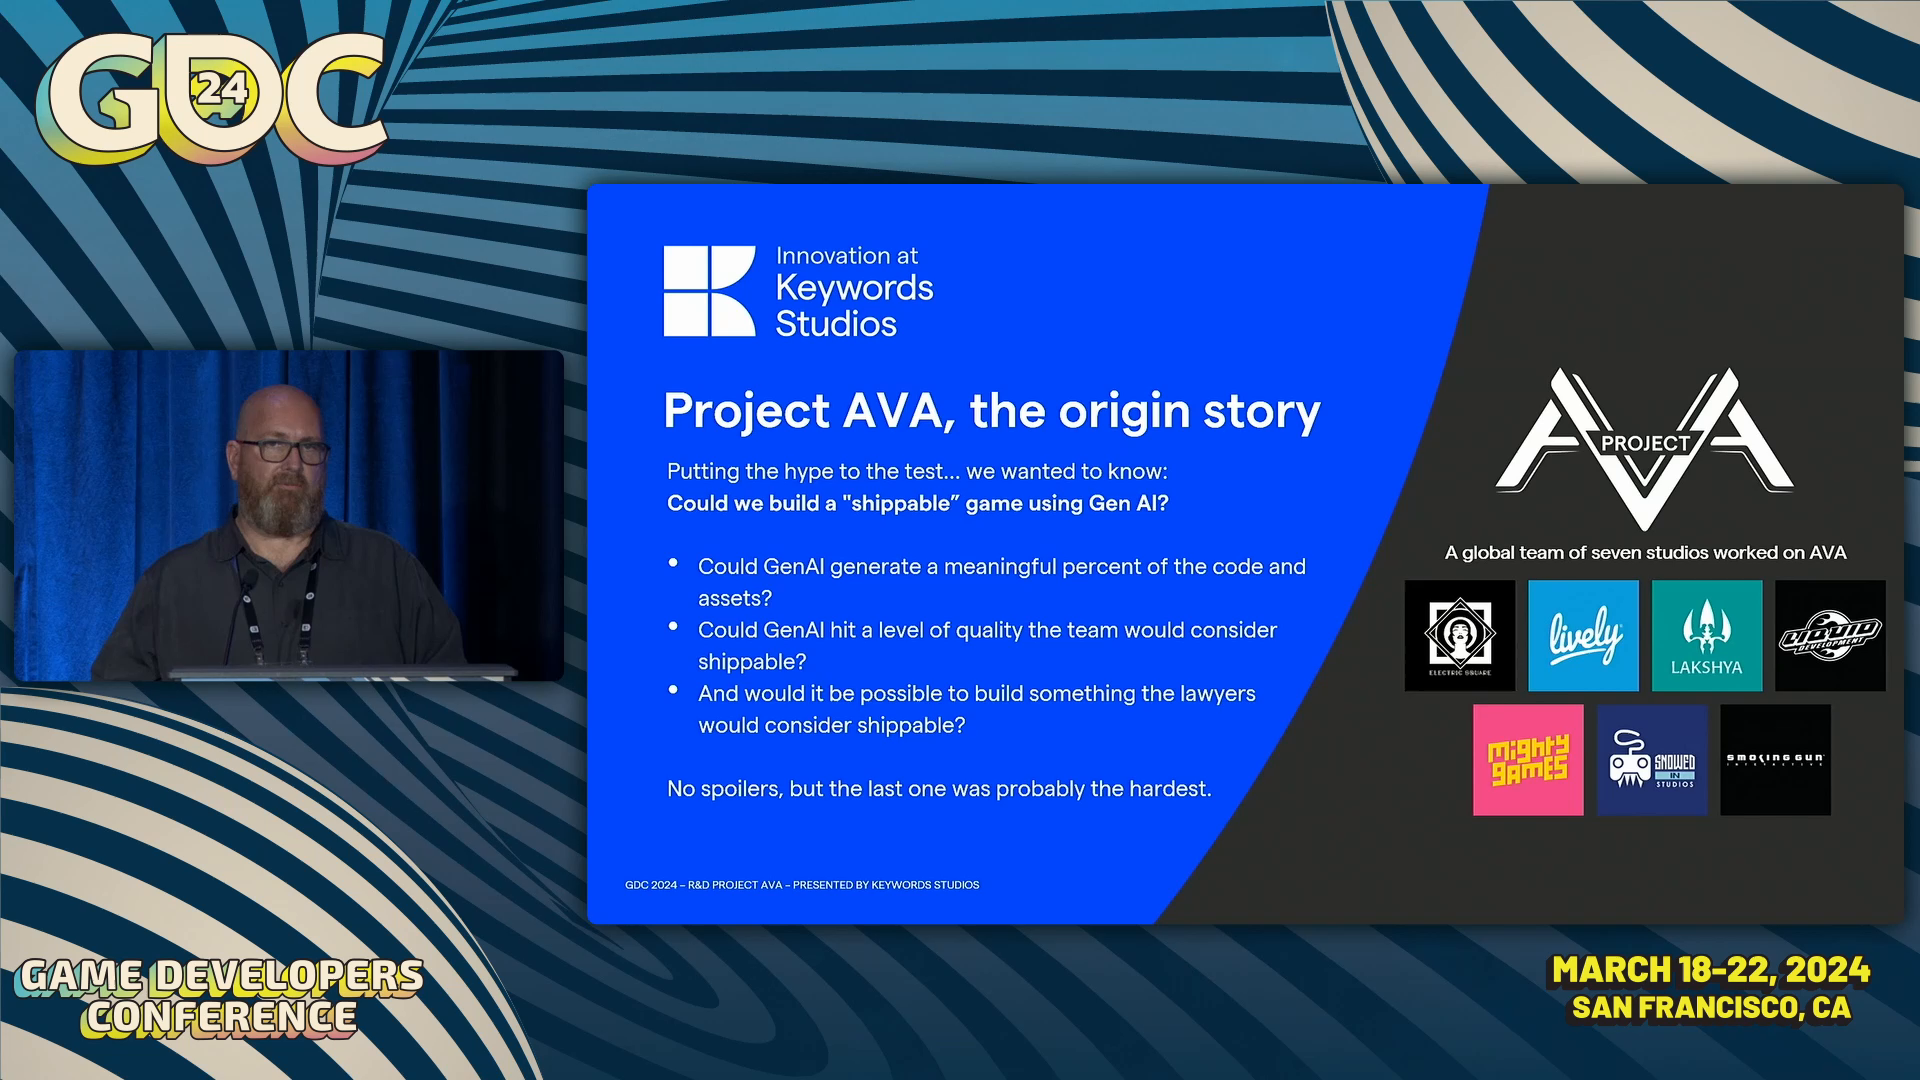 GDC
24
Innovation at
Keywords
Studios
Project AVA, the origin story
Putting the hype to the test... we wanted to know:
Could we build a "shippable” game using Gen AI?
• Could GenAI generate a meaningful percent of the code and
assets?
• Could GenAI hit a level of quality the team would consider
shippable?
• And would it be possible to build something the lawyers
would consider shippable?
No spoilers, but the last one was probably the hardest.
GDC 2024 – R&D PROJECT AVA – PRESENTED BY KEYWORDS STUDIOS
AVA
PROJECT
A global team of seven studios worked on AVA
ELECTRIC SQUARE
lively
LAKSHYA
LIQUID
DEVELOPMENT
mighty
games
SNOWED
IN
STUDIOS
SMOKING GUN
INTERACTIVE
GAME DEVELOPERS
CONFERENCE
MARCH 18-22, 2024
SAN FRANCISCO, CA